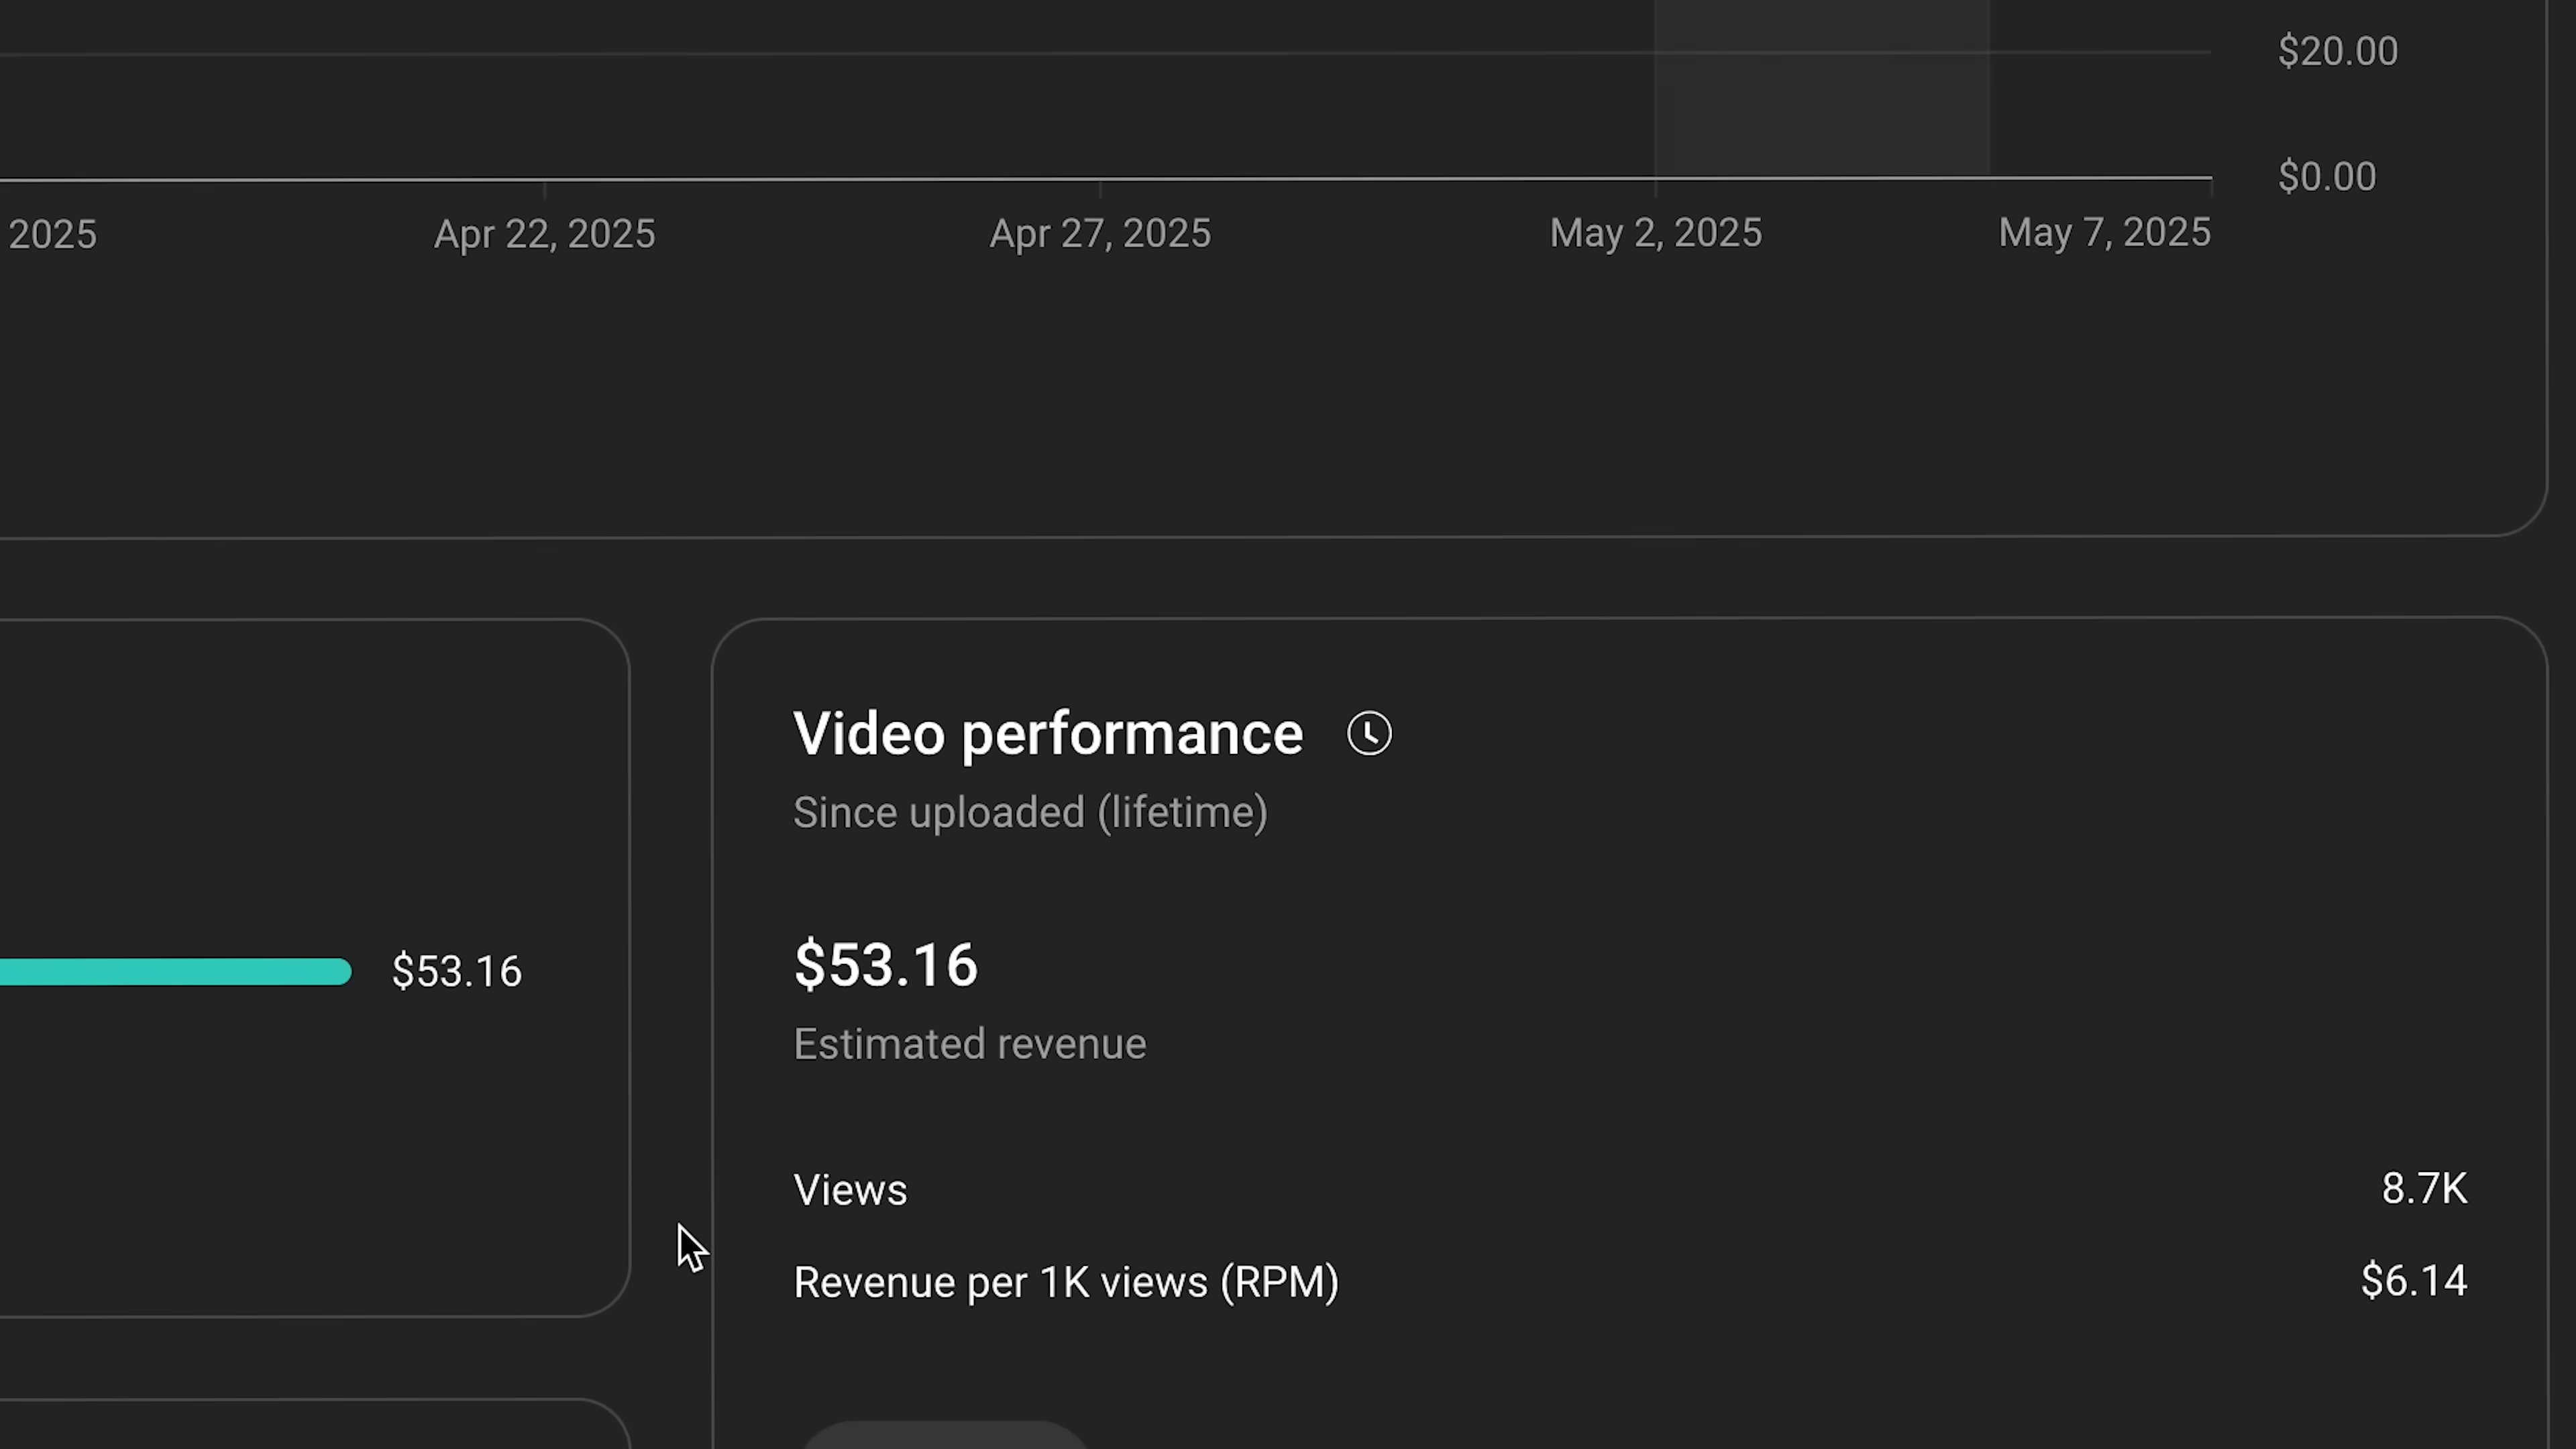 $20.00
$0.00
2025
Apr 22, 2025
Apr 27, 2025
May 2, 2025
May 7, 2025
$53.16
Video performance
Since uploaded (lifetime)
$53.16
Estimated revenue
Views 8.7K
Revenue per 1K views (RPM) $6.14